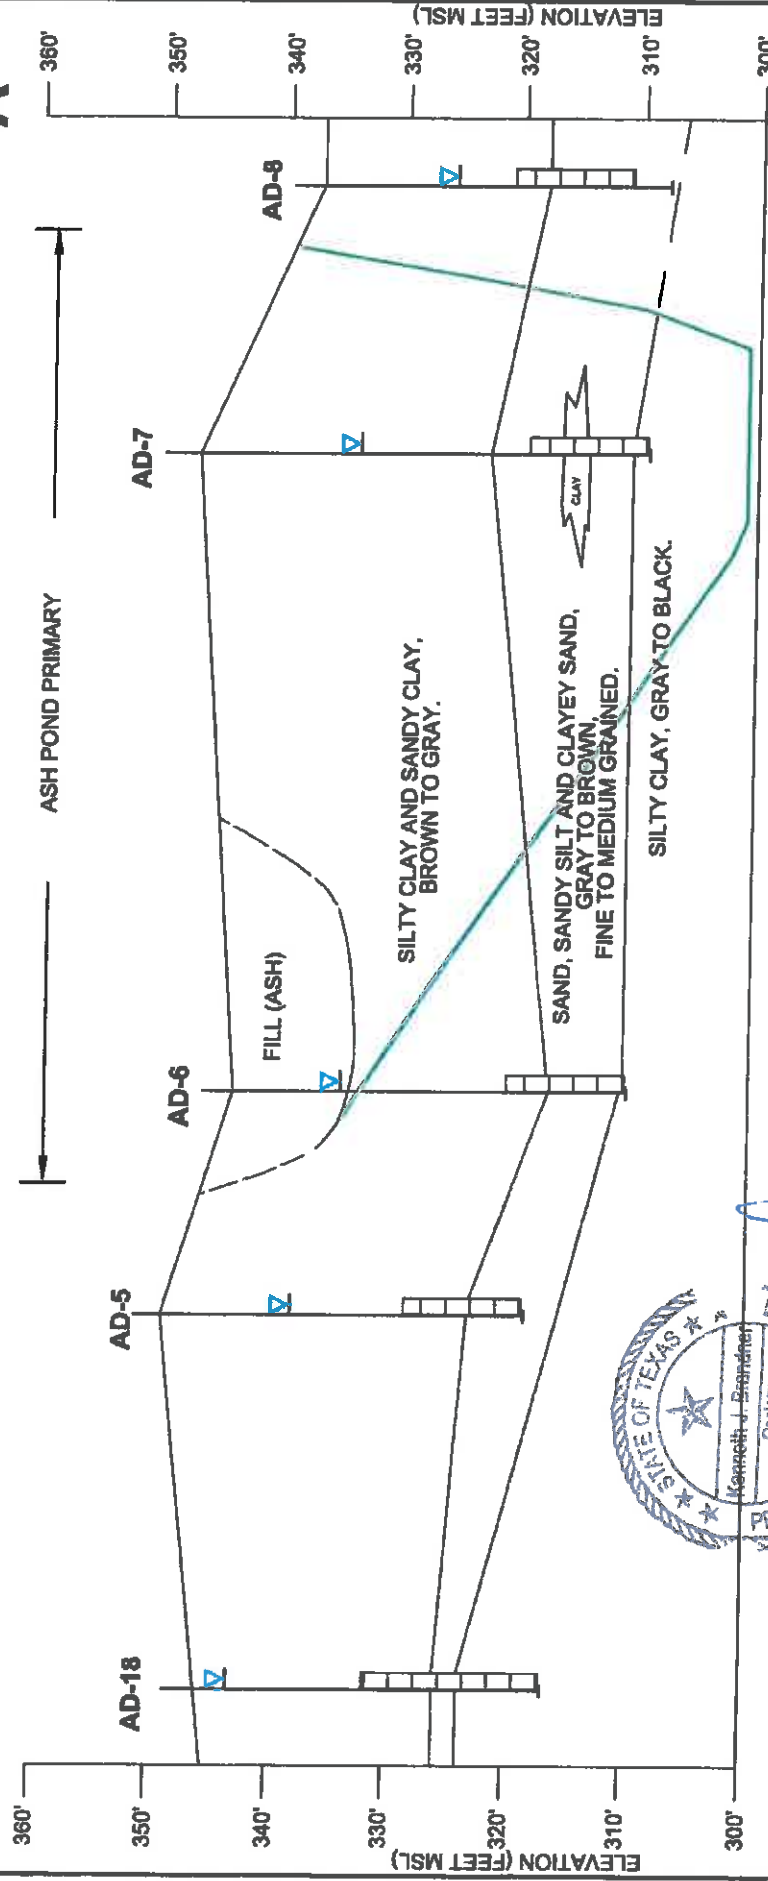 ASH POND PRIMARY
AD-18
AD-5
AD-6
AD-7
AD-8
360'
350'
340'
330'
320'
310'
300'
ELEVATION (FEET MSL)
FILL (ASH)
SILTY CLAY AND SANDY CLAY,
BROWN TO GRAY.
SAND, SANDY SILT AND CLAYEY SAND,
GRAY TO BROWN,
FINE TO MEDIUM GRAINED.
CLAY
SILTY CLAY, GRAY TO BLACK.
360'
350'
340'
330'
320'
310'
300'
ELEVATION (FEET MSL)
STATE OF TEXAS
Kenneth J. Brandner